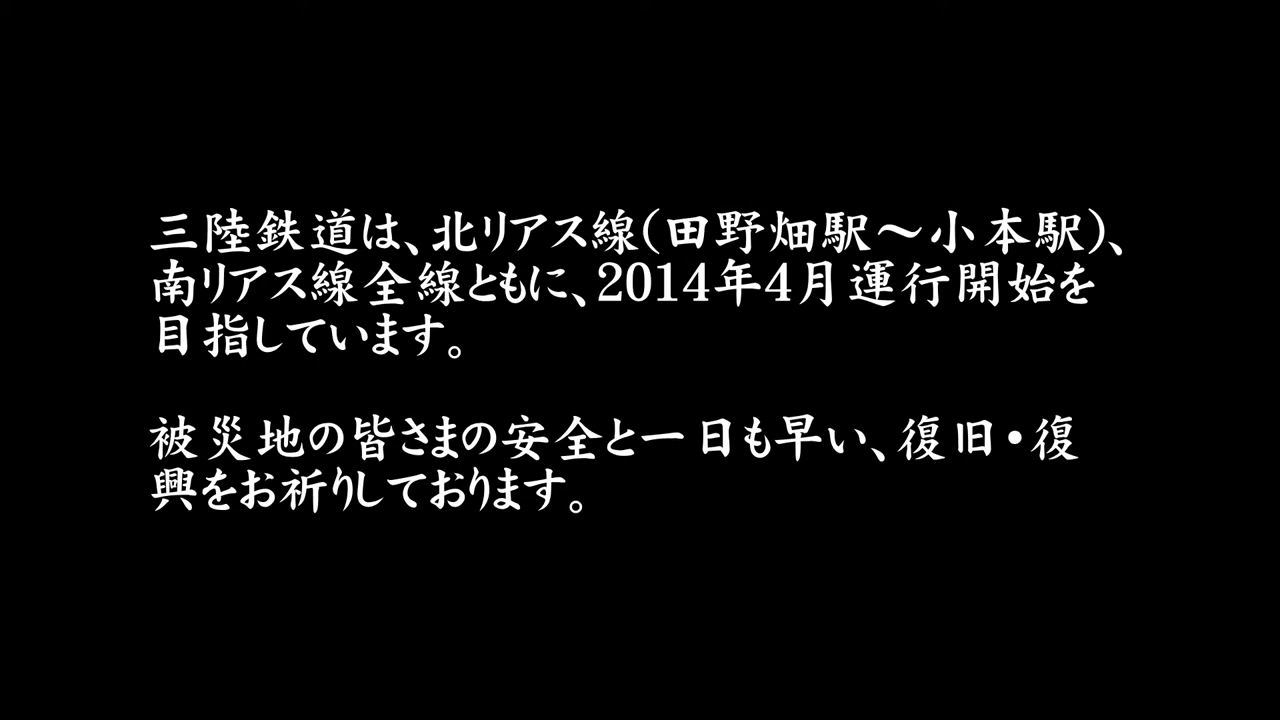 三陸鉄道は、北リアス線(田野畑駅～小本駅)、
南リアス線全線ともに、2014年4月運行開始を
目指しています。
被災地の皆さまの安全と一日も早い、復旧・復
興をお祈りしております。